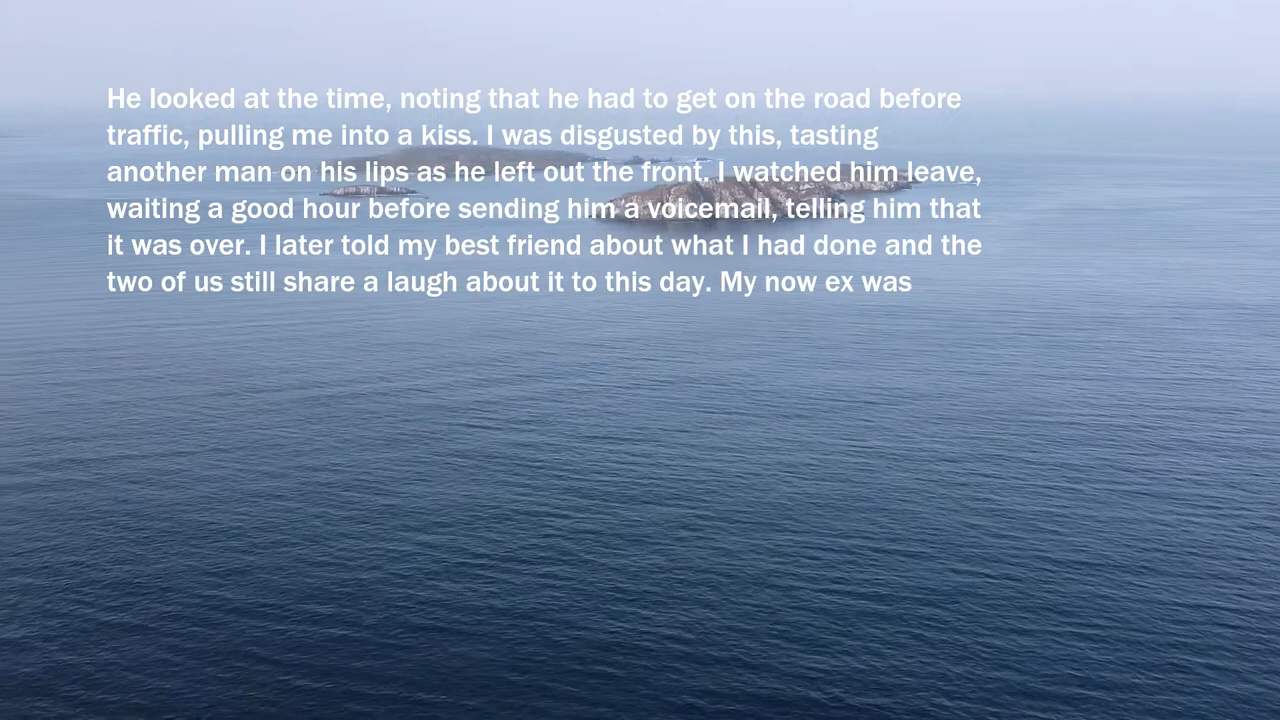 He looked at the time, noting that he had to get on the road before
traffic, pulling me into a kiss. I was disgusted by this, tasting
another man on his lips as he left out the front. I watched him leave,
waiting a good hour before sending him a voicemail, telling him that
it was over. I later told my best friend about what I had done and the
two of us still share a laugh about it to this day. My now ex was